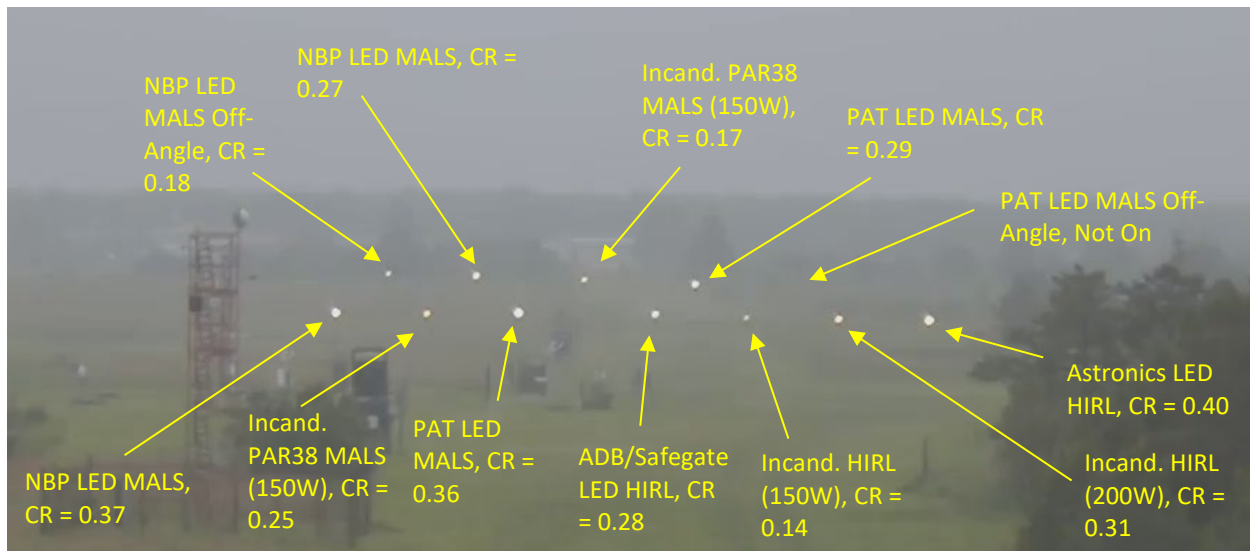 NBP LED
MALS Off-
Angle, CR =
0.18
NBP LED MALS, CR =
0.27
Incand. PAR38
MALS (150W),
CR = 0.17
PAT LED MALS, CR
= 0.29
PAT LED MALS Off-
Angle, Not On
NBP LED MALS,
CR = 0.37
Incand.
PAR38 MALS
(150W), CR =
0.25
PAT LED
MALS, CR =
0.36
ADB/Safegate
LED HIRL, CR
= 0.28
Incand. HIRL
(150W), CR =
0.14
Incand. HIRL
(200W), CR =
0.31
Astronics LED
HIRL, CR = 0.40